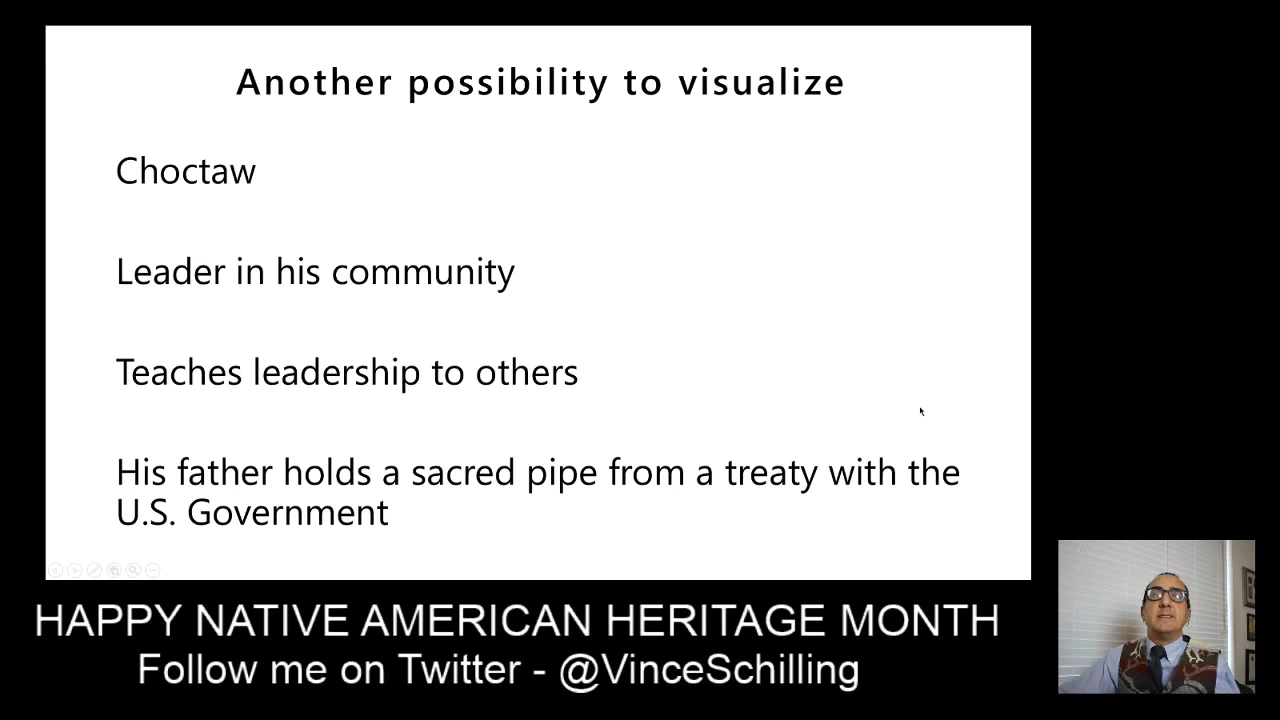 Another possibility to visualize
Choctaw
Leader in his community
Teaches leadership to others
His father holds a sacred pipe from a treaty with the
U.S. Government
HAPPY NATIVE AMERICAN HERITAGE MONTH
Follow me on Twitter - @VinceSchilling